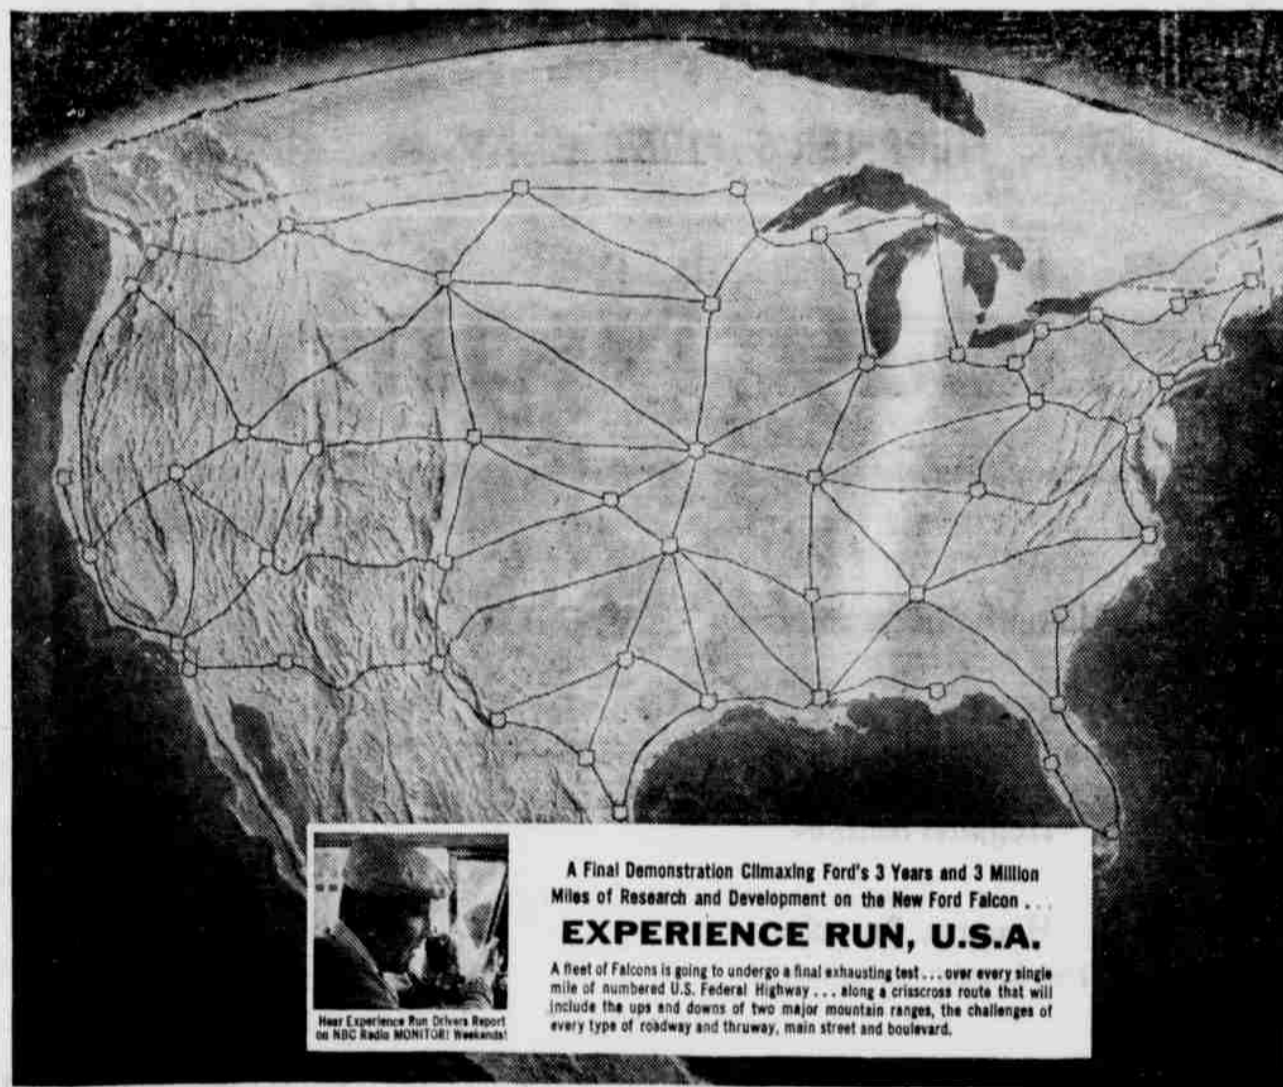 Hear Experience Run Drivers Report
on NBC Radio MONITOR! Weekends!
A Final Demonstration Climaxing Ford's 3 Years and 3 Million
Miles of Research and Development on the New Ford Falcon . . .
EXPERIENCE RUN, U.S.A.
A fleet of Falcons is going to undergo a final exhausting test . . . over every single
mile of numbered U.S. Federal Highway . . . along a crisscross route that will
include the ups and downs of two major mountain ranges, the challenges of
every type of roadway and thruway, main street and boulevard.